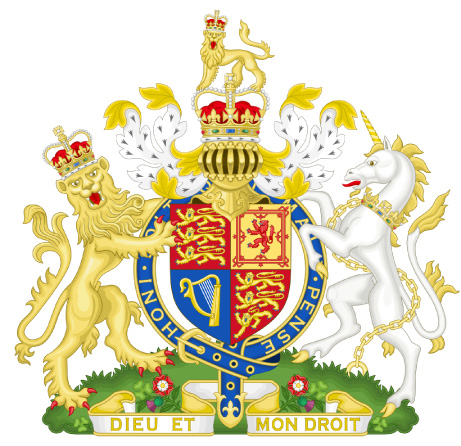 HONI
PENSE
DIEU ET MON DROIT